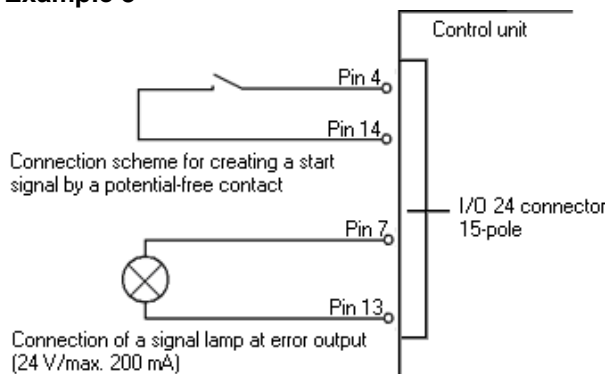 Example
Control unit
Pin 4
Pin 14
Connection scheme for creating a start
signal by a potential-free contact
I/O 24 connector
15-pole
Pin 7
Pin 13
Connection of a signal lamp at error output
(24 V/max. 200 mA)